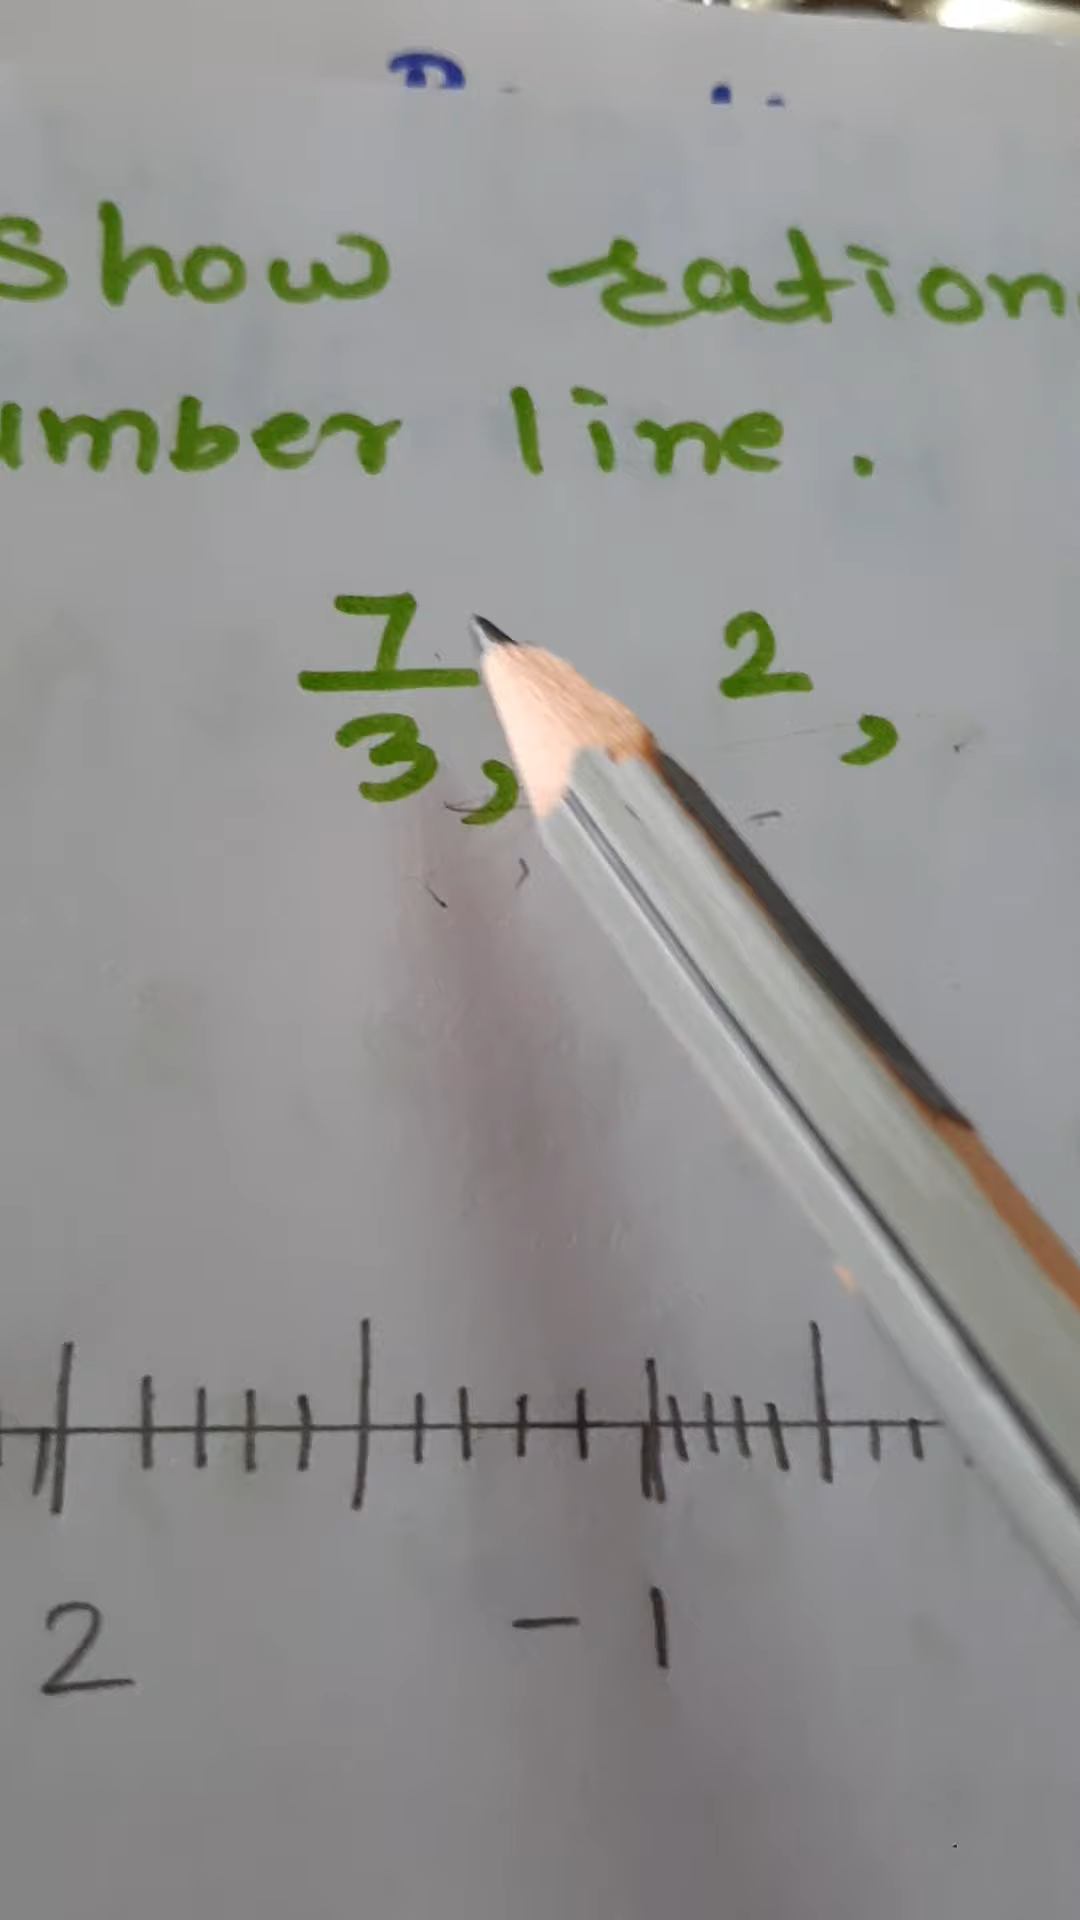 show ration
umber line.
7/3, 2,
2 - 1